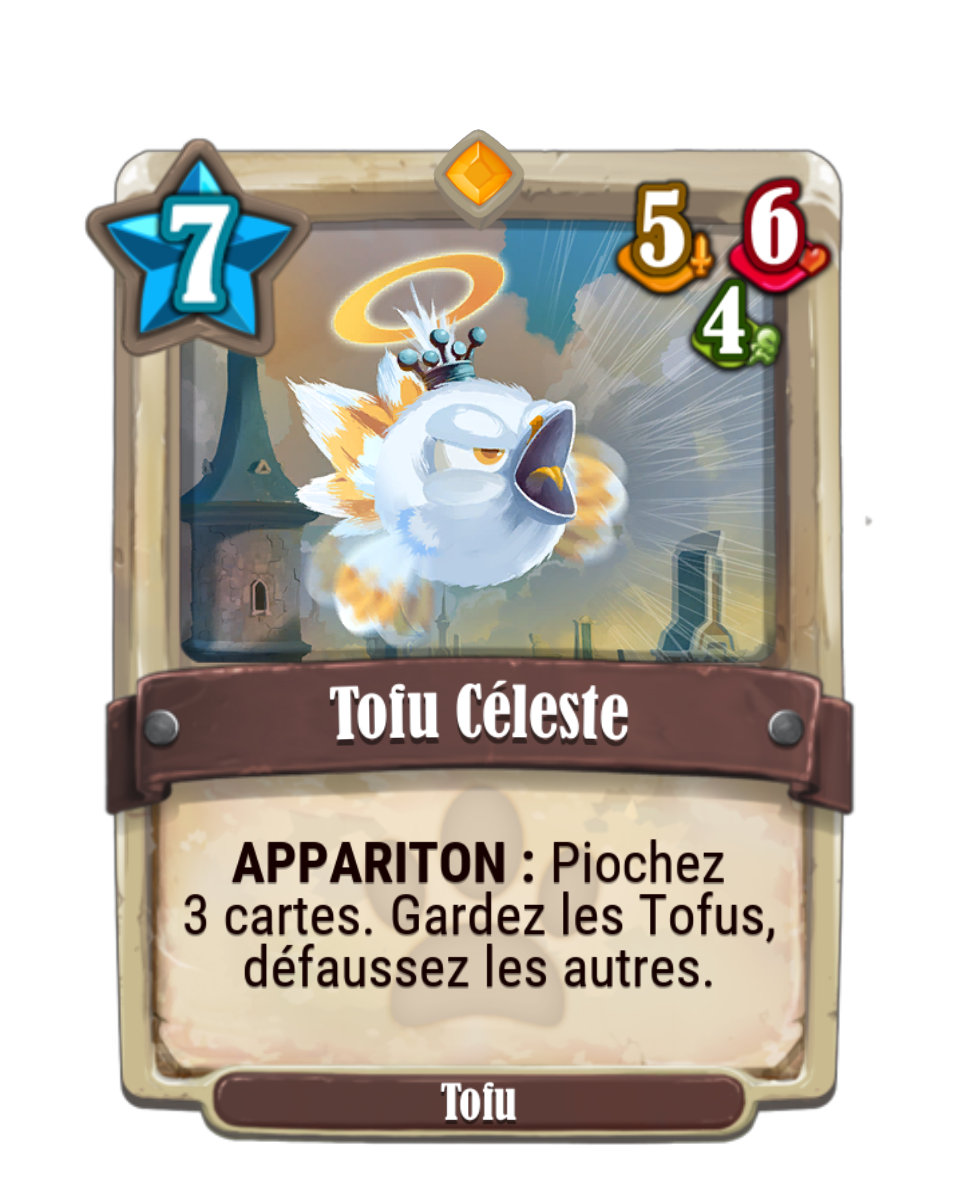 7
5
6
4
Tofu Céleste
APPARITON : Piochez
3 cartes. Gardez les Tofus,
défaussez les autres.
Tofu